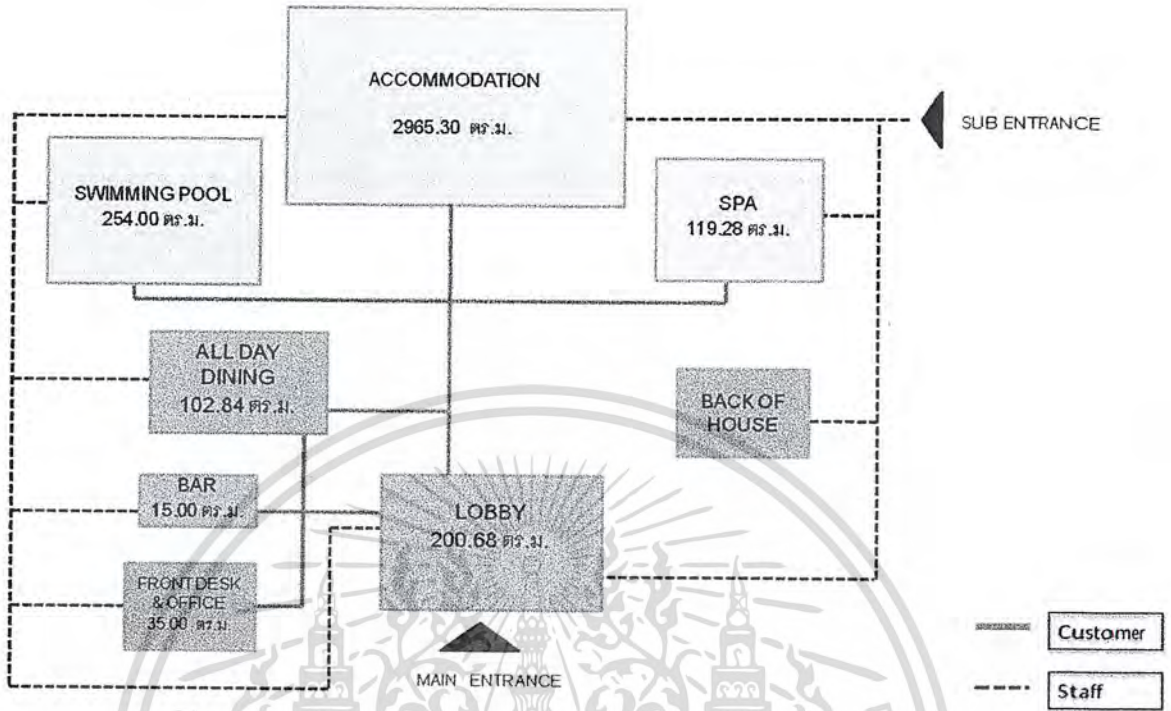 ACCOMMODATION
2965.30 ตร.ม.
SUB ENTRANCE
SWIMMING POOL
254.00 ตร.ม.
SPA
119.28 ตร.ม.
ALL DAY
DINING
102.84 ตร.ม.
BACK OF
HOUSE
BAR
15.00 ตร.ม.
LOBBY
200.68 ตร.ม.
FRONT DESK
& OFFICE
35.00 ตร.ม
MAIN ENTRANCE
Customer
Staff